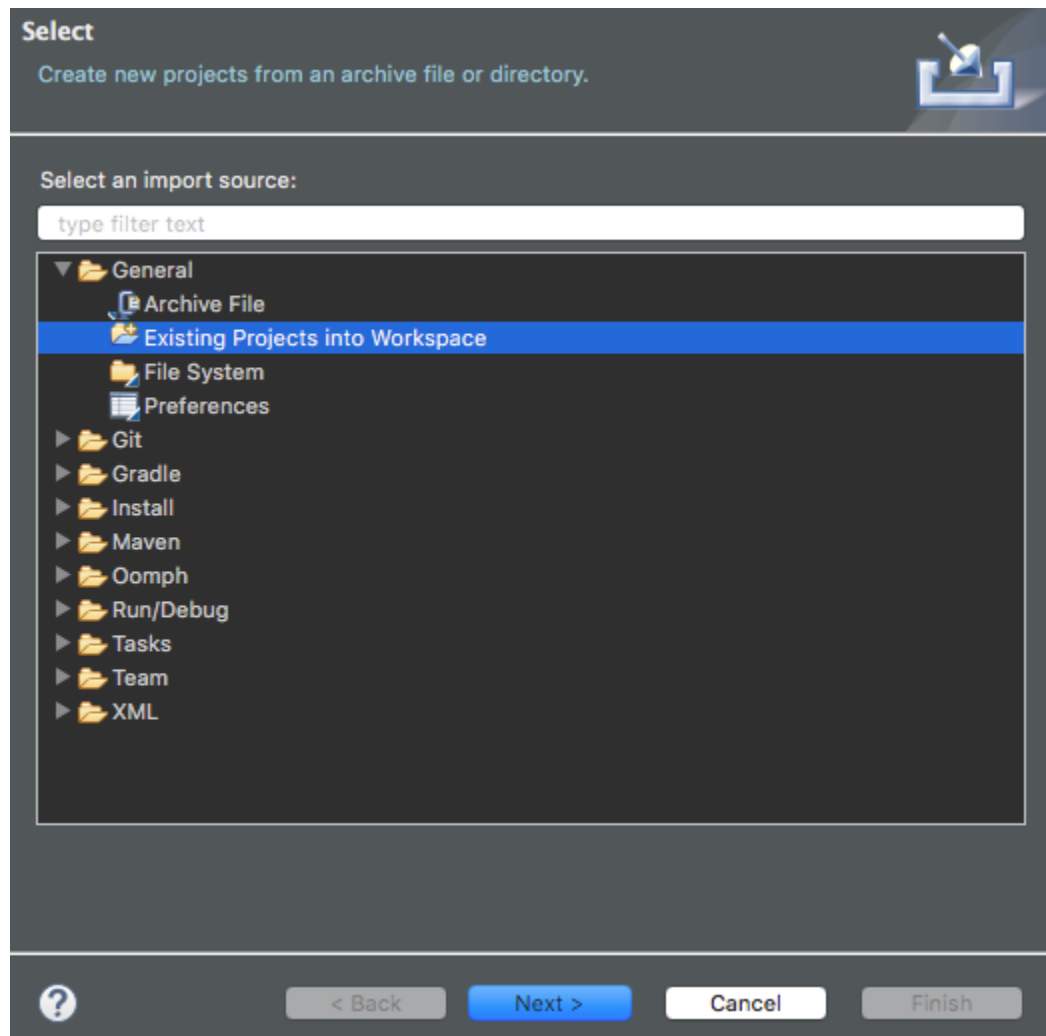 Select
Create new projects from an archive file or directory.
Select an import source:
type filter text
General
Archive File
Existing Projects into Workspace
File System
Preferences
Git
Gradle
Install
Maven
Oomph
Run/Debug
Tasks
Team
XML
? < Back Next > Cancel Finish